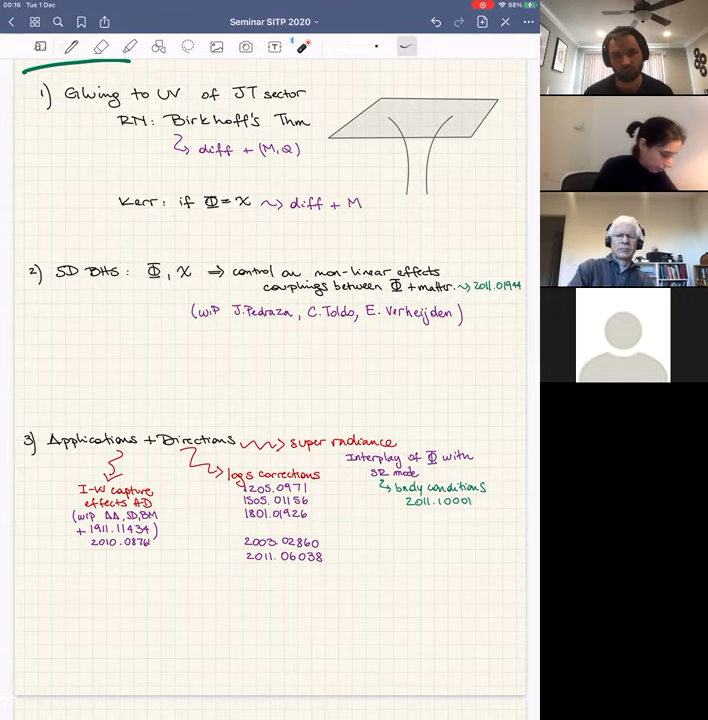 00:16 Tue 1 Dec
98%
Seminar SITP 2020
1) Gluing to UV of JT sector
RN: Birkhoff's Thm
diff + (M,Q)
Kerr: if Φ = χ ⇝ diff + M
2) SD BHs: Φ, χ ⇒ control on non-linear effects
couplings between Φ + matter. ⇝ 2011.01944
(WIP J. Pedraza, C. Toldo, E. Verheijden)
3) Applications + Directions ⇝ super radiance
Interplay of Φ with
SR mode
↳ bndy conditions
2011.10001
I-W capture
effects AD
(WIP AA, SD, BM
+ 1911.11434)
2010.08761
logs corrections
1205.0971
1505.01156
1801.01926
2003.02860
2011.06038